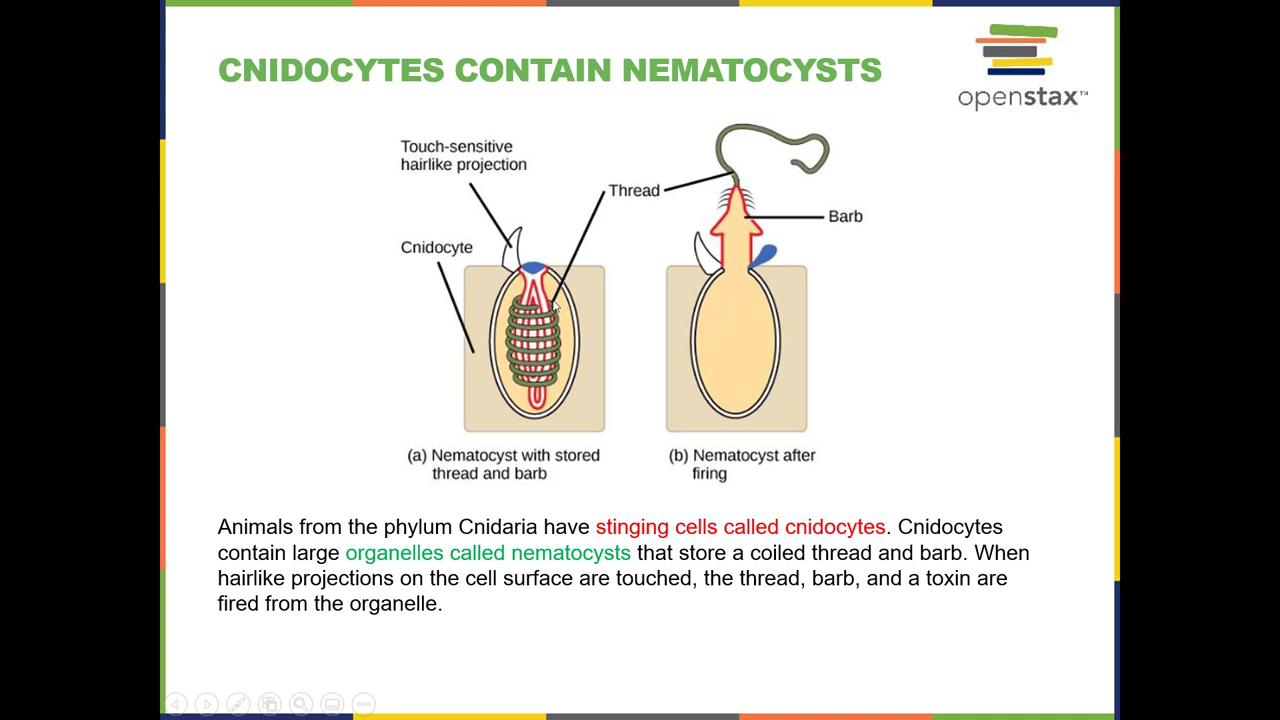 CNIDOCYTES CONTAIN NEMATOCYSTS
openstax™
Touch-sensitive
hairlike projection
Thread
Barb
Cnidocyte
(a) Nematocyst with stored
thread and barb
(b) Nematocyst after
firing
Animals from the phylum Cnidaria have stinging cells called cnidocytes. Cnidocytes
contain large organelles called nematocysts that store a coiled thread and barb. When
hairlike projections on the cell surface are touched, the thread, barb, and a toxin are
fired from the organelle.